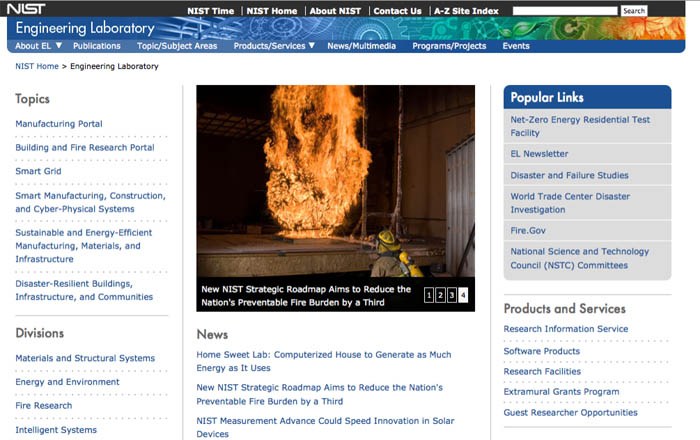 NIST
NIST Time | NIST Home | About NIST | Contact Us | A-Z Site Index
Search
Engineering Laboratory
About EL ▼ Publications Topic/Subject Areas Products/Services ▼ News/Multimedia Programs/Projects Events
NIST Home > Engineering Laboratory
Topics
Manufacturing Portal
Building and Fire Research Portal
Smart Grid
Smart Manufacturing, Construction,
and Cyber-Physical Systems
Sustainable and Energy-Efficient
Manufacturing, Materials, and
Infrastructure
Disaster-Resilient Buildings,
Infrastructure, and Communities
Divisions
Materials and Structural Systems
Energy and Environment
Fire Research
Intelligent Systems
New NIST Strategic Roadmap Aims to Reduce the
Nation's Preventable Fire Burden by a Third
1 2 3 4
News
Home Sweet Lab: Computerized House to Generate as Much
Energy as It Uses
New NIST Strategic Roadmap Aims to Reduce the Nation's
Preventable Fire Burden by a Third
NIST Measurement Advance Could Speed Innovation in Solar
Devices
Popular Links
Net-Zero Energy Residential Test
Facility
EL Newsletter
Disaster and Failure Studies
World Trade Center Disaster
Investigation
Fire.Gov
National Science and Technology
Council (NSTC) Committees
Products and Services
Research Information Service
Software Products
Research Facilities
Extramural Grants Program
Guest Researcher Opportunities